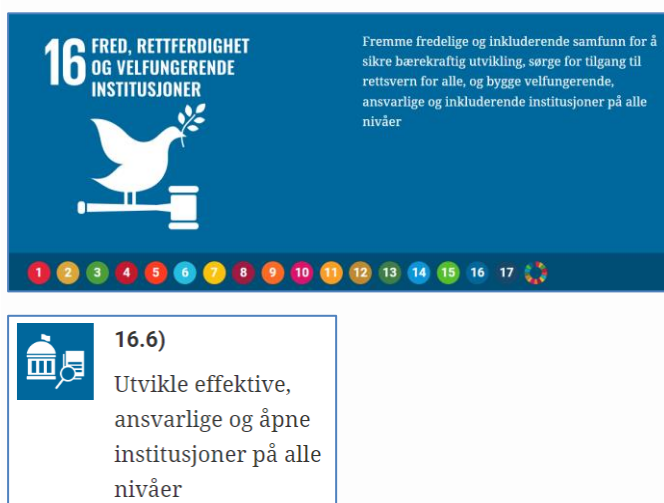 16 FRED, RETTFERDIGHET
OG VELFUNGERENDE
INSTITUSJONER
Fremme fredelige og inkluderende samfunn for å
sikre bærekraftig utvikling, sørge for tilgang til
rettsvern for alle, og bygge velfungerende,
ansvarlige og inkluderende institusjoner på alle
nivåer
1 2 3 4 5 6 7 8 9 10 11 12 13 14 15 16 17
16.6)
Utvikle effektive,
ansvarlige og åpne
institusjoner på alle
nivåer